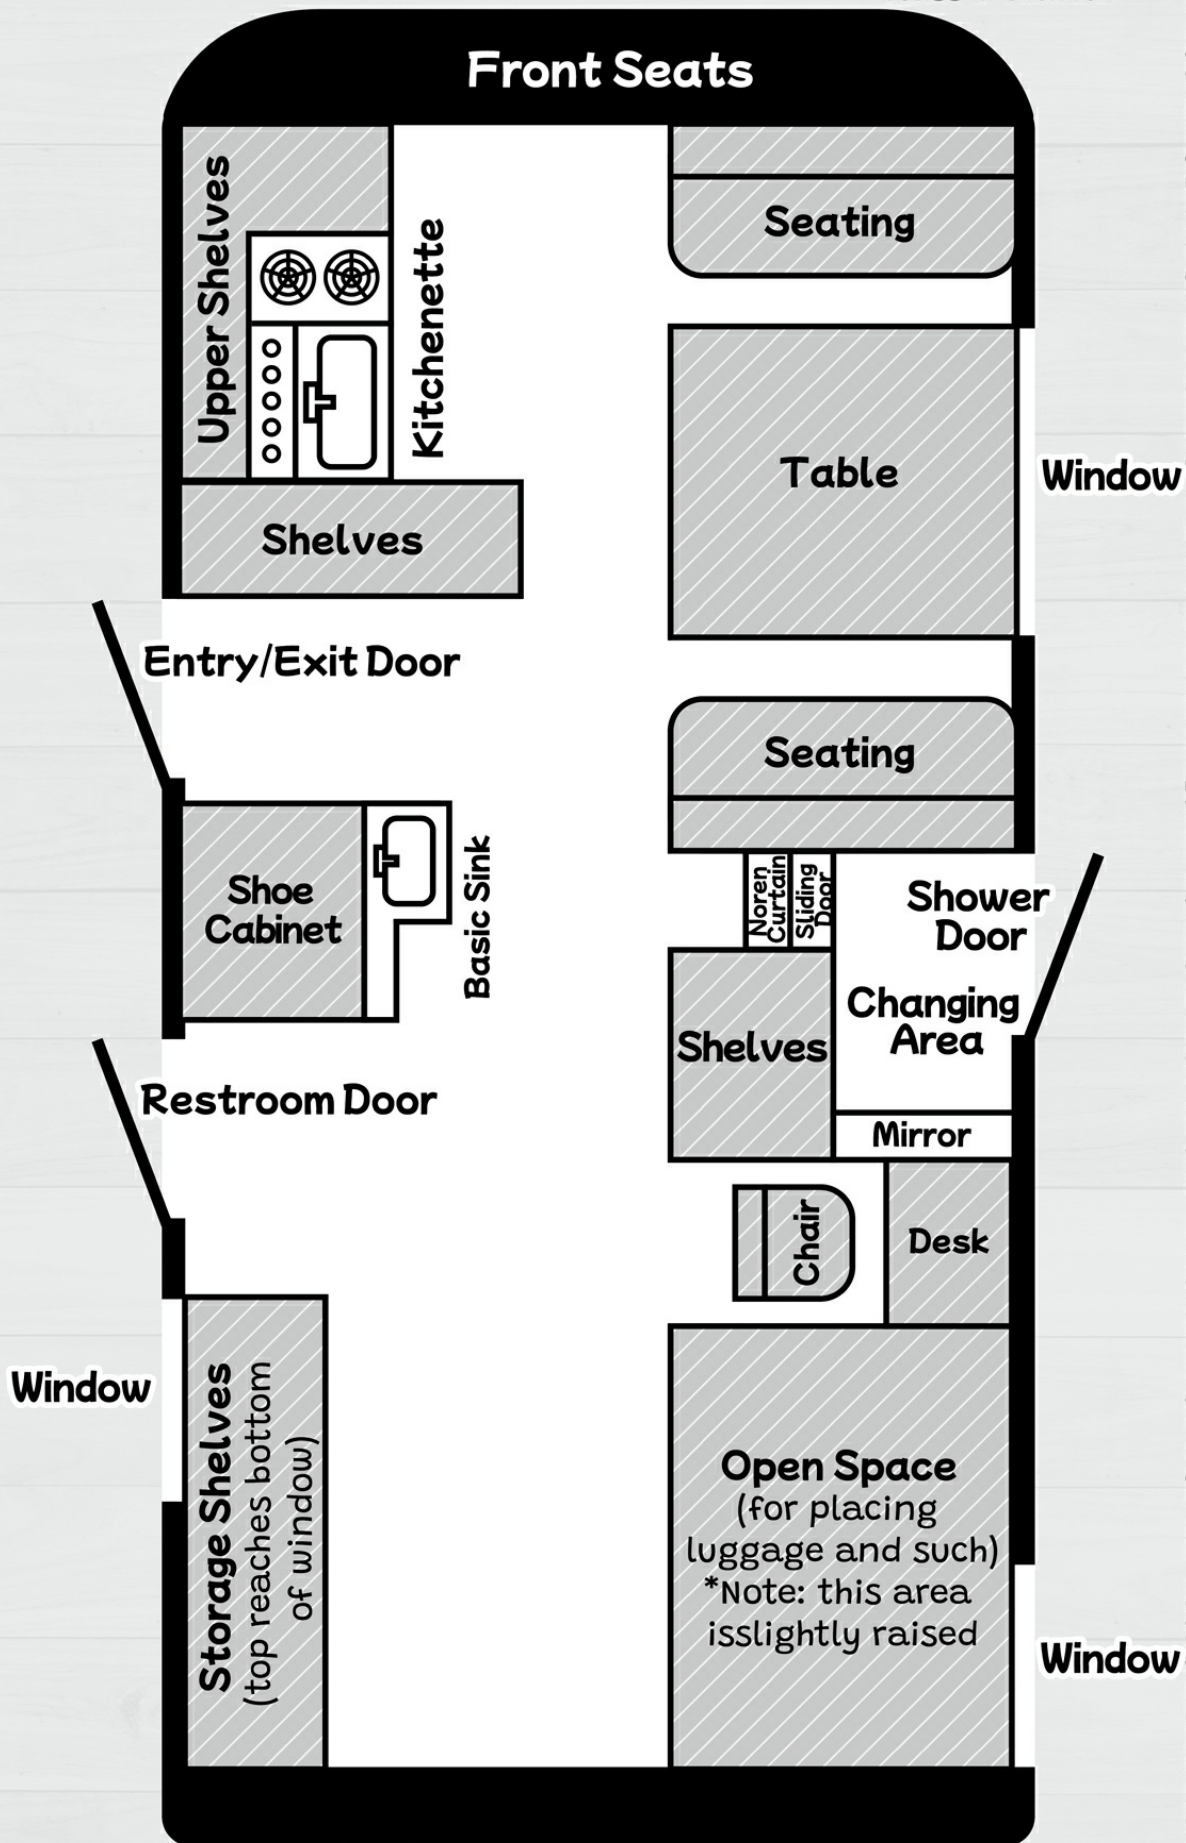 Front Seats
Upper Shelves
Kitchenette
Seating
Table
Window
Shelves
Entry/Exit Door
Seating
Shoe
Cabinet
Basic Sink
Noren
Curtain
Sliding
Door
Shower
Door
Changing
Area
Shelves
Mirror
Restroom Door
Chair
Desk
Window
Storage Shelves
(top reaches bottom
of window)
Open Space
(for placing
luggage and such)
*Note: this area
isslightly raised
Window